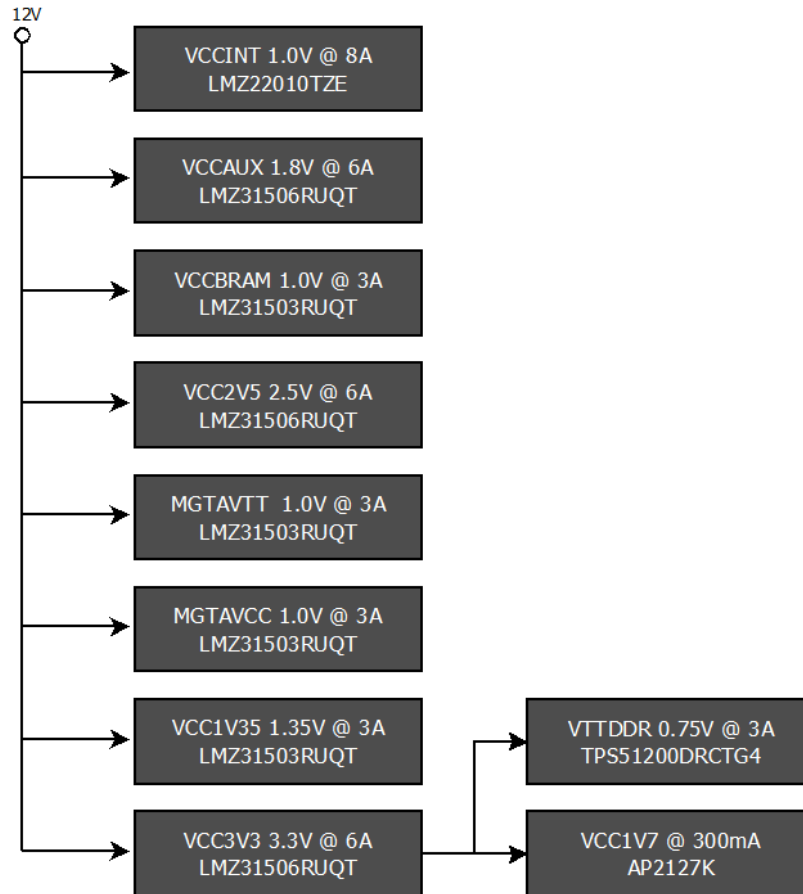 12V
VCCINT 1.0V @ 8A
LMZ22010TZE
VCCAUX 1.8V @ 6A
LMZ31506RUQT
VCCBRAM 1.0V @ 3A
LMZ31503RUQT
VCC2V5 2.5V @ 6A
LMZ31506RUQT
MGTAVTT 1.0V @ 3A
LMZ31503RUQT
MGTAVCC 1.0V @ 3A
LMZ31503RUQT
VCC1V35 1.35V @ 3A
LMZ31503RUQT
VTTDDR 0.75V @ 3A
TPS51200DRCTG4
VCC3V3 3.3V @ 6A
LMZ31506RUQT
VCC1V7 @ 300mA
AP2127K